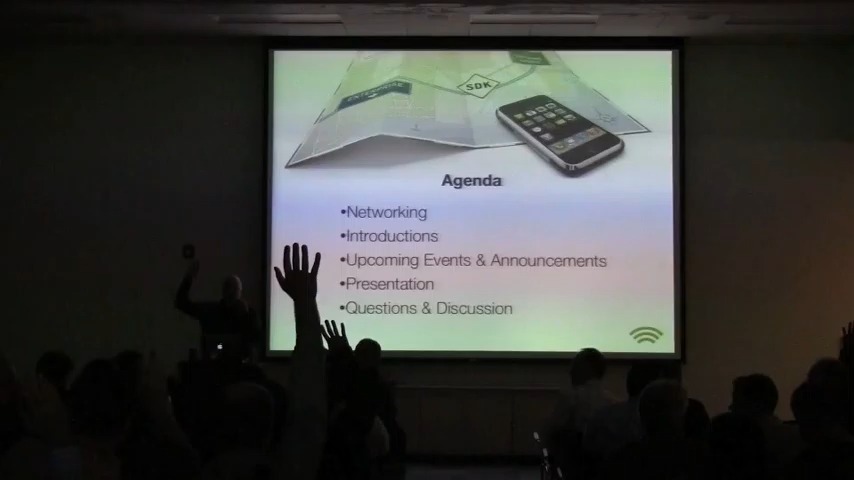 SDK
Agenda
•Networking
•Introductions
•Upcoming Events & Announcements
•Presentation
•Questions & Discussion